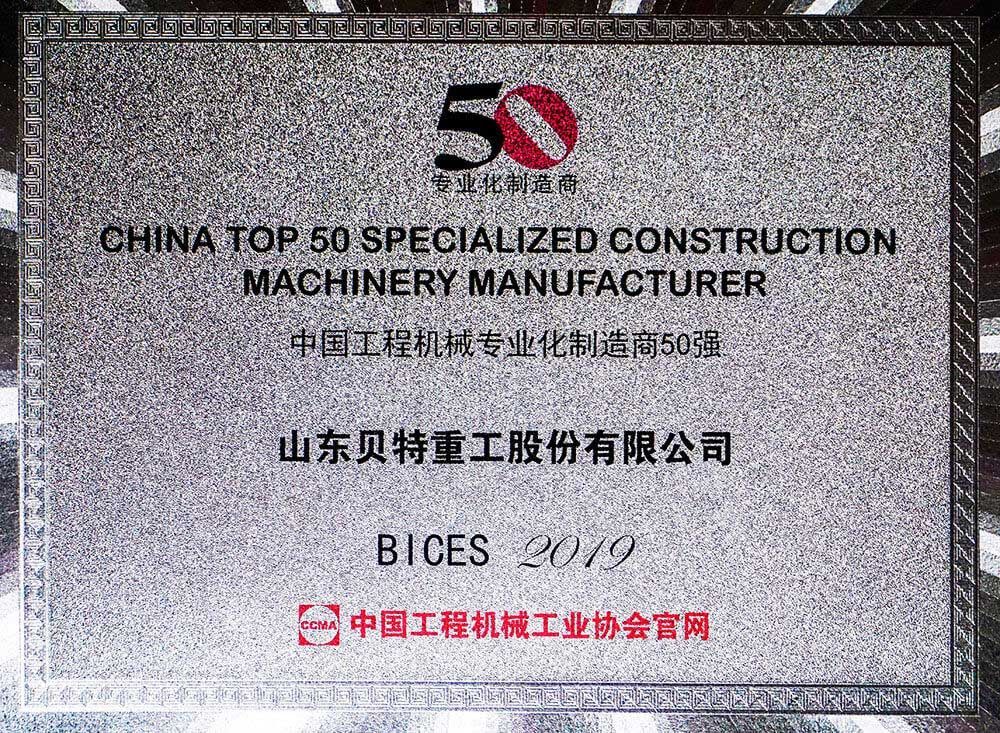 50
专业化制造商
CHINA TOP 50 SPECIALIZED CONSTRUCTION
MACHINERY MANUFACTURER
中国工程机械专业化制造商50强
山东贝特重工股份有限公司
BICES 2019
CCMA 中国工程机械工业协会官网